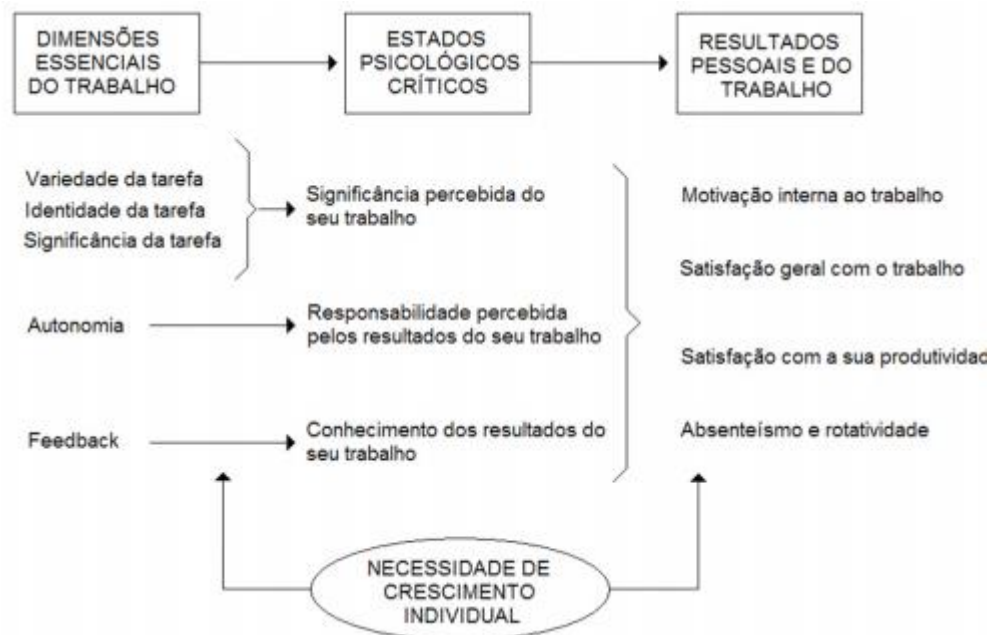 DIMENSÕES
ESSENCIAIS
DO TRABALHO
ESTADOS
PSICOLÓGICOS
CRÍTICOS
RESULTADOS
PESSOAIS E DO
TRABALHO
Variedade da tarefa
Identidade da tarefa
Significância da tarefa
Significância percebida do
seu trabalho
Motivação interna ao trabalho
Satisfação geral com o trabalho
Autonomia
Responsabilidade percebida
pelos resultados do seu trabalho
Satisfação com a sua produtividad
Feedback
Conhecimento dos resultados do
seu trabalho
Absenteísmo e rotatividade
NECESSIDADE DE
CRESCIMENTO
INDIVIDUAL